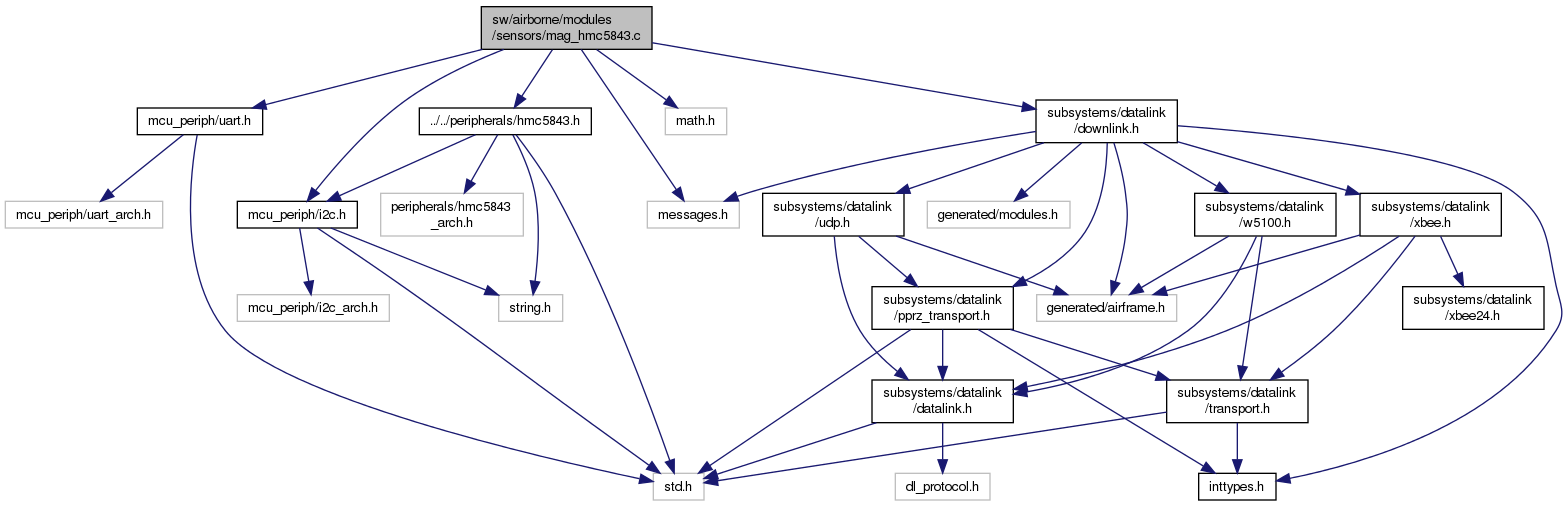 sw/airborne/modules
/sensors/mag_hmc5843.c
mcu_periph/uart.h
../../peripherals/hmc5843.h
math.h
subsystems/datalink
/downlink.h
mcu_periph/uart_arch.h
mcu_periph/i2c.h
peripherals/hmc5843
_arch.h
messages.h
subsystems/datalink
/udp.h
generated/modules.h
subsystems/datalink
/w5100.h
subsystems/datalink
/xbee.h
mcu_periph/i2c_arch.h
string.h
subsystems/datalink
/pprz_transport.h
generated/airframe.h
subsystems/datalink
/xbee24.h
subsystems/datalink
/datalink.h
subsystems/datalink
/transport.h
std.h
dl_protocol.h
inttypes.h